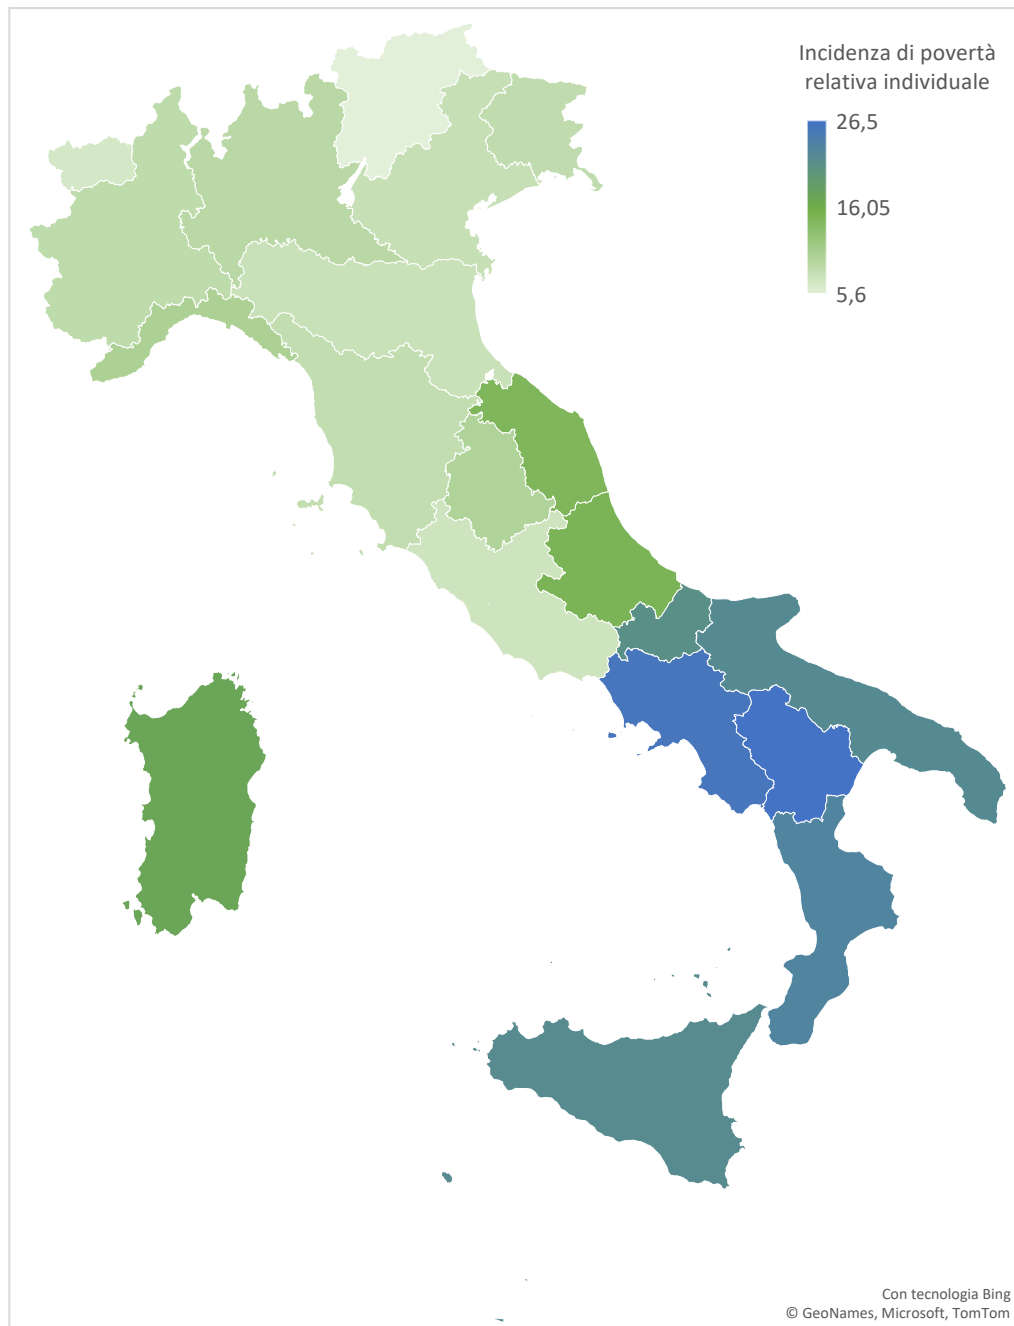 Incidenza di povertà
relativa individuale
26,5
16,05
5,6
Con tecnologia Bing
© GeoNames, Microsoft, TomTom